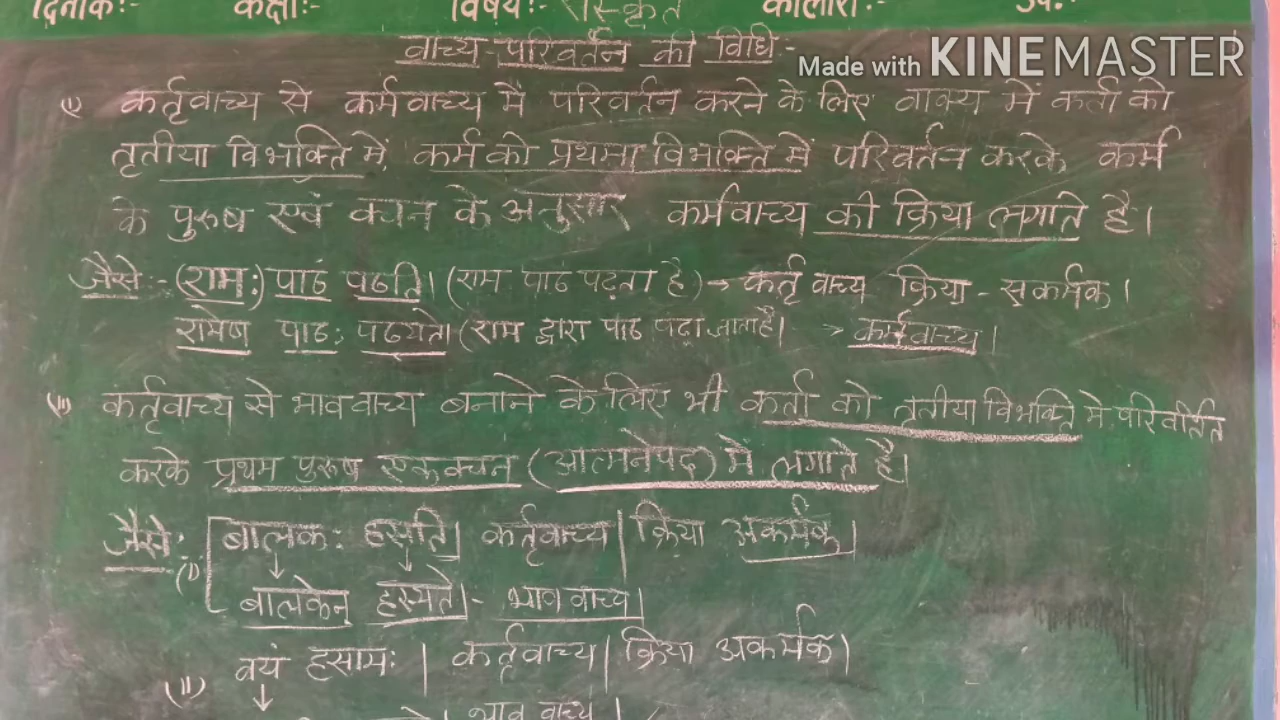 दिनांक:- कक्षा:- विषय:- संस्कृत कालांश:-
वाच्य-परिवर्तन की विधि-
Made with KINEMASTER
(i) कर्तृवाच्य से कर्मवाच्य में परिवर्तन करने के लिए वाक्य में कर्ता को
तृतीया विभक्ति में कर्म को प्रथमा विभक्ति में परिवर्तन करके कर्म
के पुरुष एवं वचन के अनुसार कर्मवाच्य की क्रिया लगाते है।
जैसे:- (रामः) पाठं पठति। (राम पाठ पढ़ता है) → कर्तृवाच्य क्रिया - सकर्मक।
रामेण पाठः पठ्यते। (राम द्वारा पाठ पढ़ा जाता है। → कर्मवाच्य।
(ii) कर्तृवाच्य से भाववाच्य बनाने के लिए भी कर्ता को तृतीया विभक्ति मे परिवर्तित
करके प्रथम पुरुष एकवचन (आत्मनेपद) में लगाते है।
जैसे:- (i) बालकः हसति। कर्तृवाच्य। क्रिया अकर्मक।
बालकेन हस्यते।- भाववाच्य।
(ii) वयं हसामः। कर्तृवाच्य। क्रिया अकर्मक।
भाववाच्य।